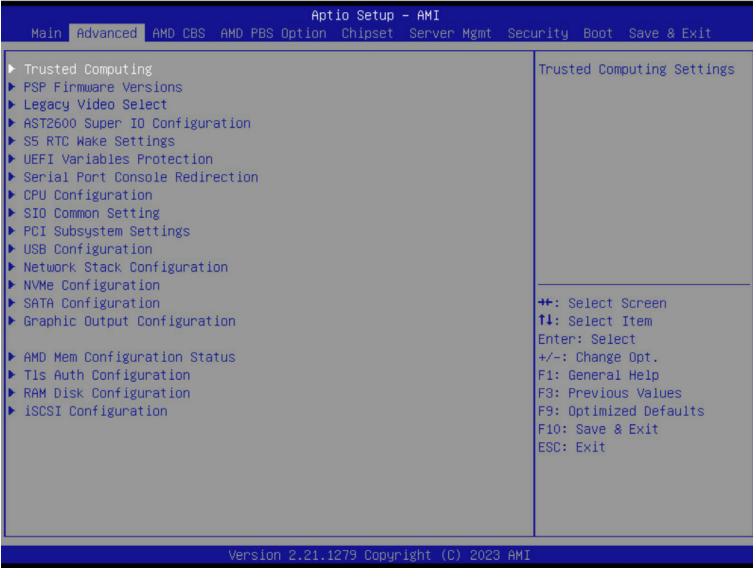 Aptio Setup – AMI
Main Advanced AMD CBS AMD PBS Option Chipset Server Mgmt Security Boot Save & Exit
Trusted Computing
PSP Firmware Versions
Legacy Video Select
AST2600 Super IO Configuration
S5 RTC Wake Settings
UEFI Variables Protection
Serial Port Console Redirection
CPU Configuration
SIO Common Setting
PCI Subsystem Settings
USB Configuration
Network Stack Configuration
NVMe Configuration
SATA Configuration
Graphic Output Configuration
AMD Mem Configuration Status
Tls Auth Configuration
RAM Disk Configuration
iSCSI Configuration
Trusted Computing Settings
→←: Select Screen
↑↓: Select Item
Enter: Select
+/-: Change Opt.
F1: General Help
F3: Previous Values
F9: Optimized Defaults
F10: Save & Exit
ESC: Exit
Version 2.21.1279 Copyright (C) 2023 AMI